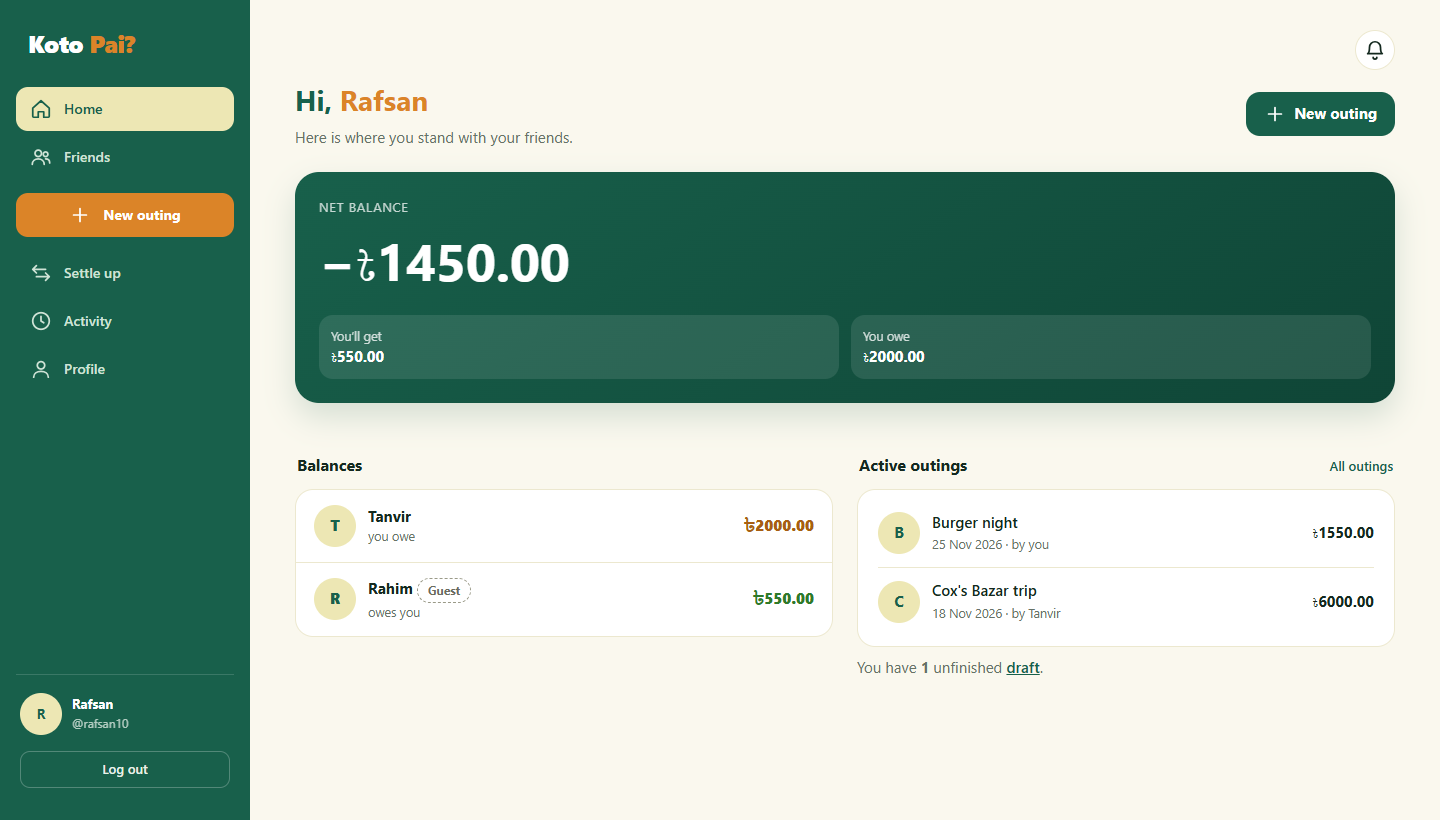 Koto Pai?
Home
Friends
New outing
Settle up
Activity
Profile
Rafsan
R
@rafsan10
Log out
Hi, Rafsan
Here is where you stand with your friends.
New outing
NET BALANCE
−৳1450.00
You'll get
৳550.00
You owe
৳2000.00
Balances
T
Tanvir
you owe
৳2000.00
R
Rahim Guest
owes you
৳550.00
Active outings
All outings
B
Burger night
25 Nov 2026 · by you
৳1550.00
C
Cox's Bazar trip
18 Nov 2026 · by Tanvir
৳6000.00
You have 1 unfinished draft.